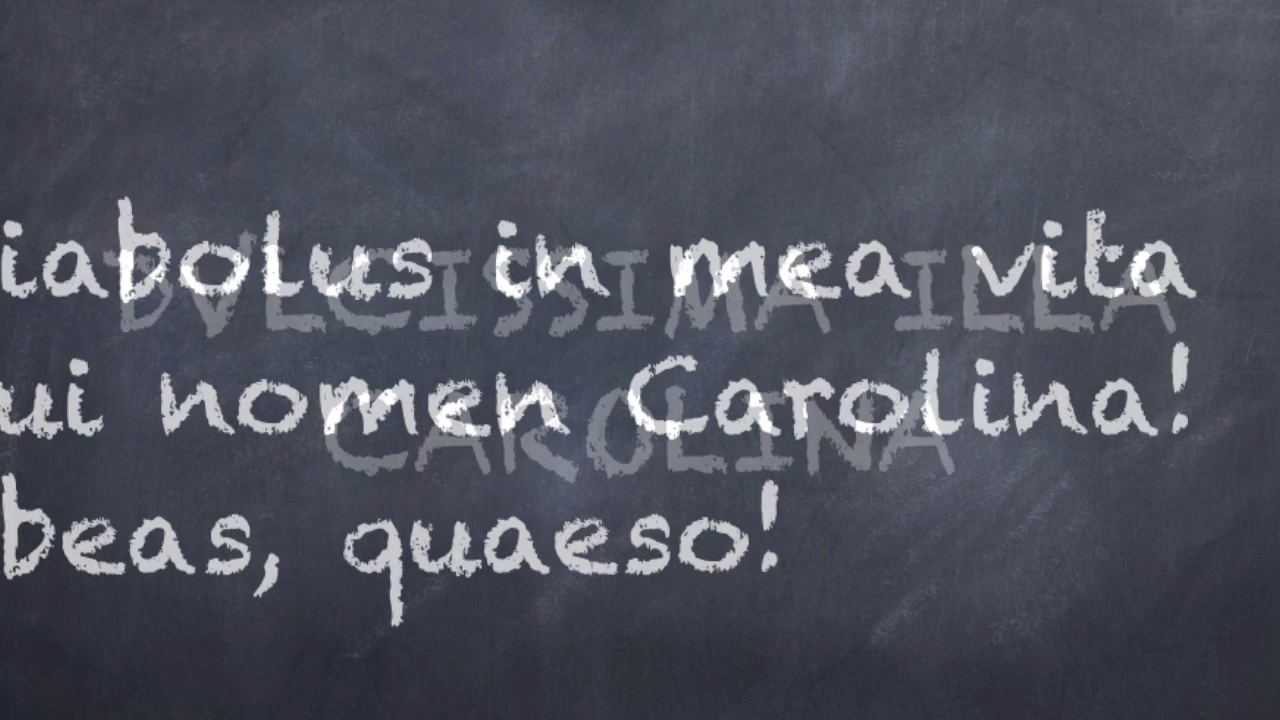 iabolus in mea vita
DVLCISSIMA ILLA
ui nomen Carolina!
CAROLINA
beas, quaeso!